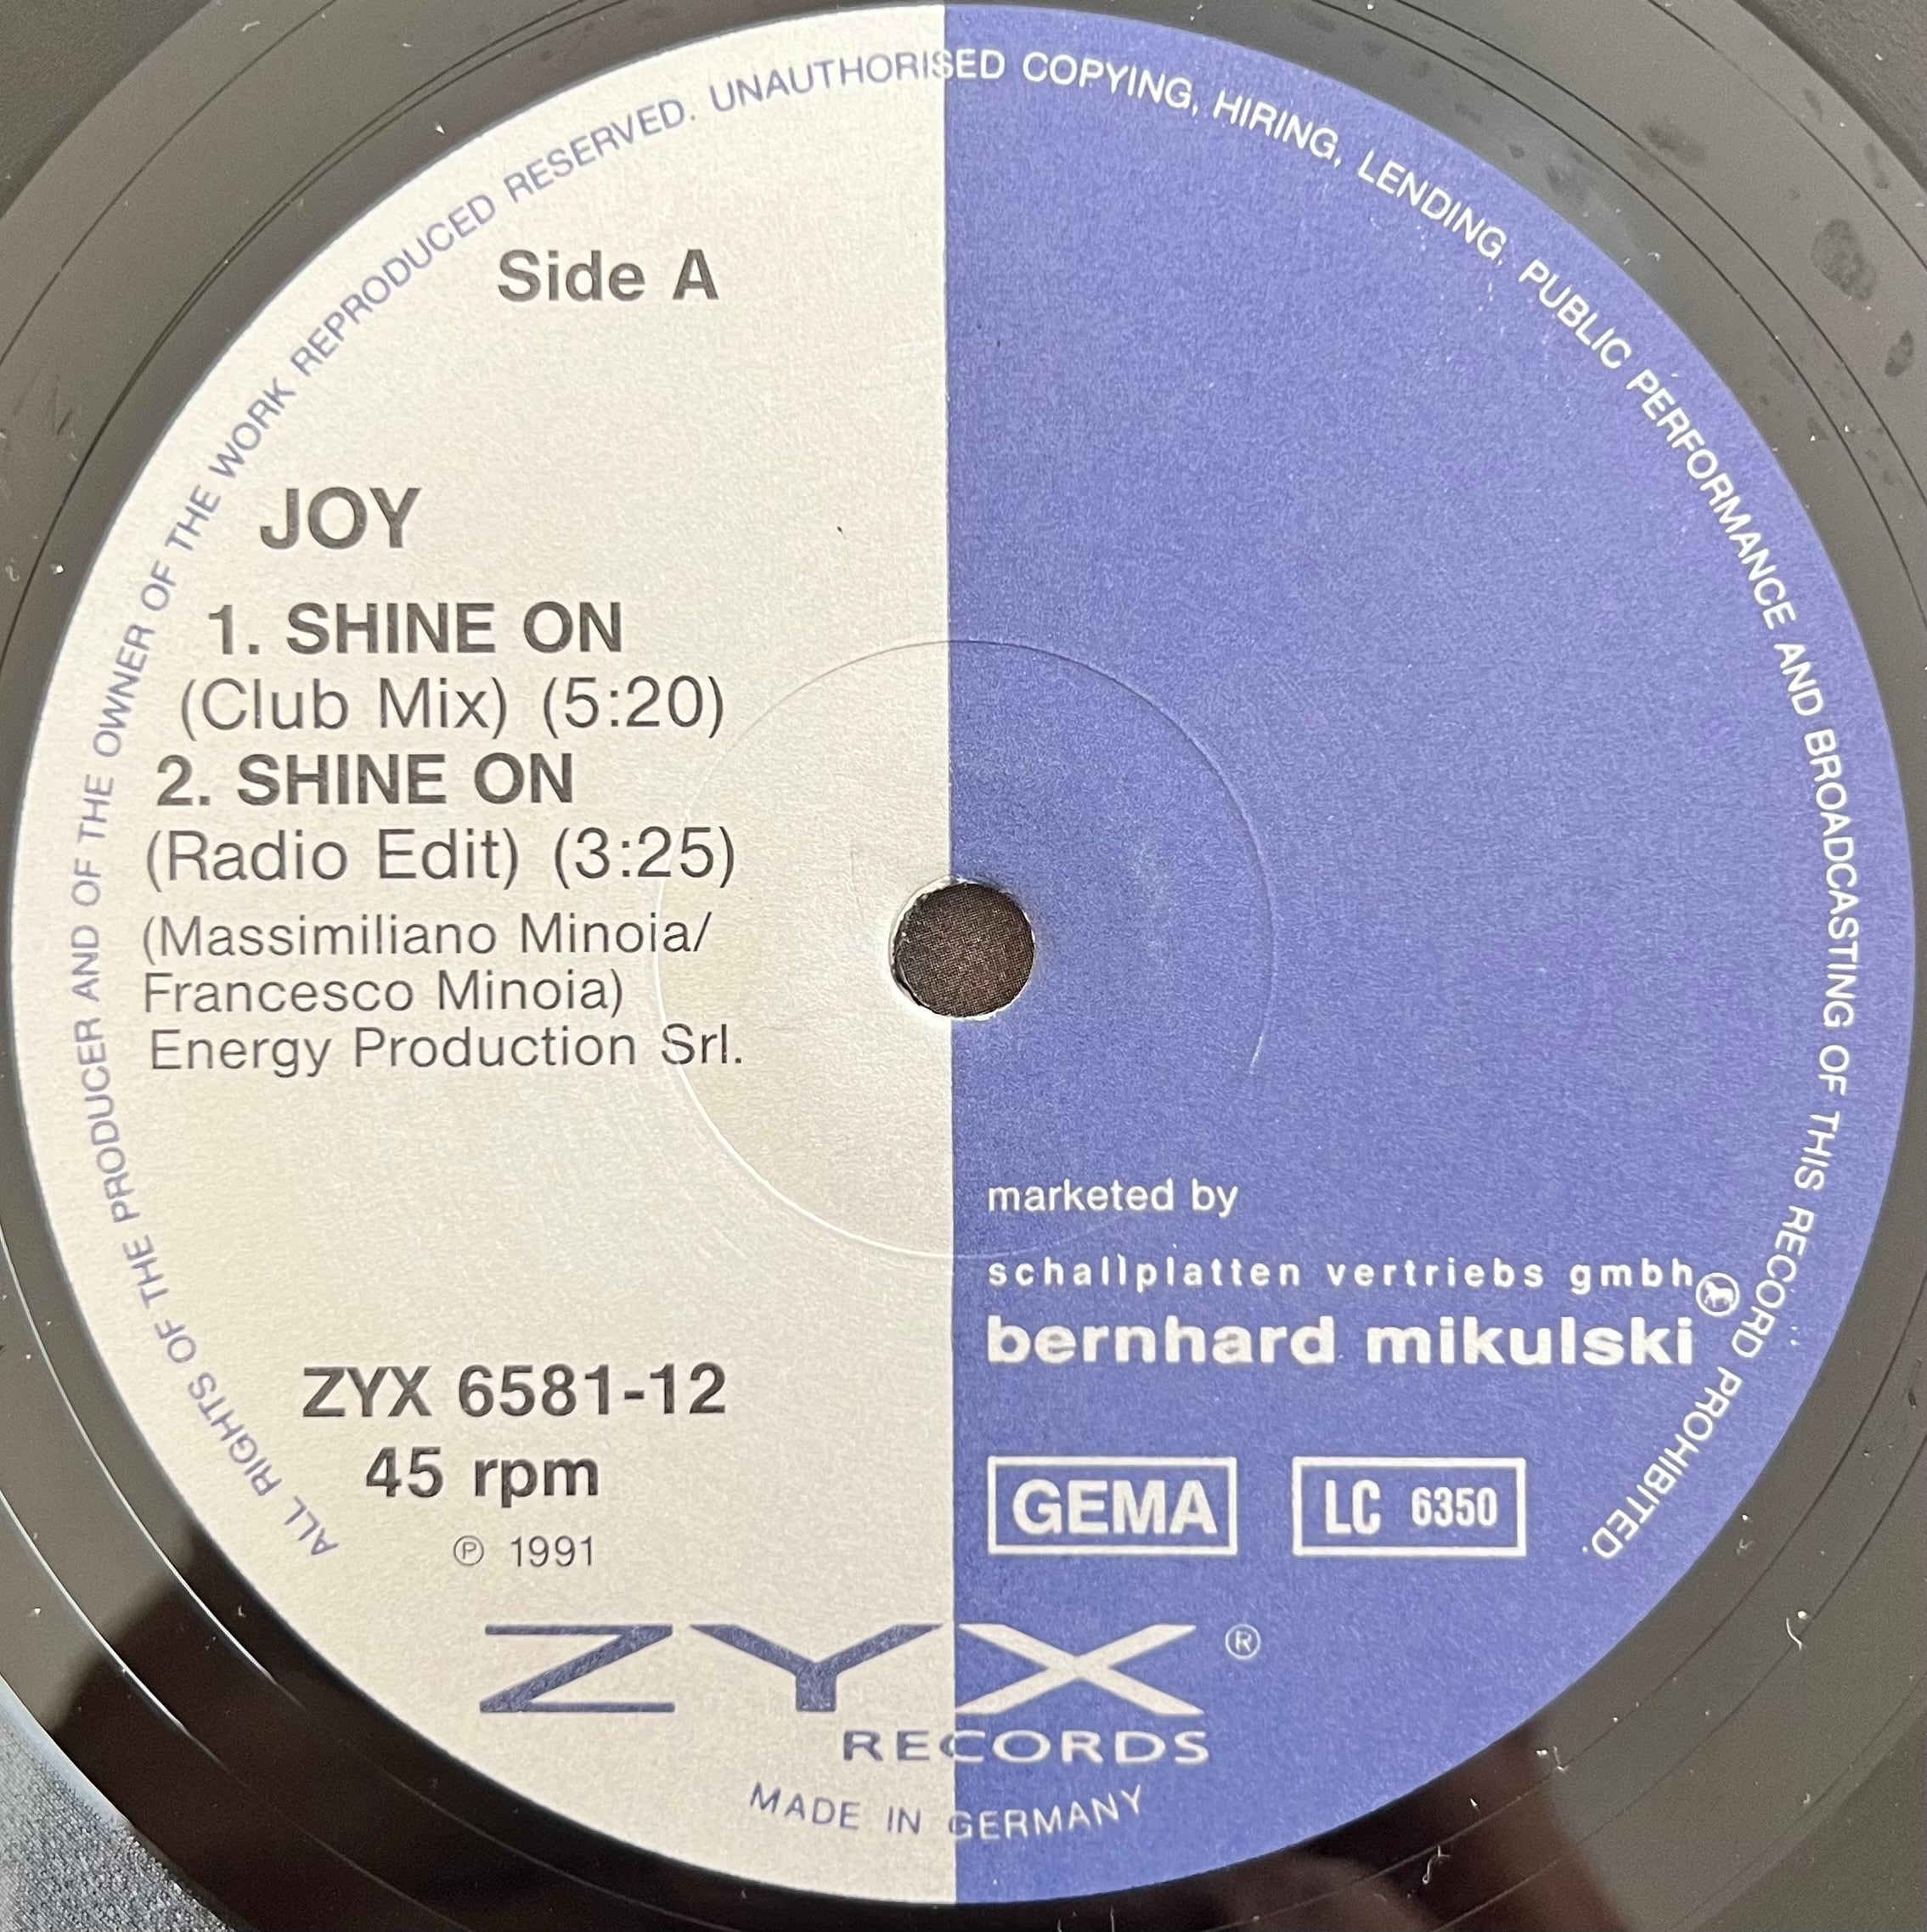 ALL RIGHTS OF THE PRODUCER AND OF THE OWNER OF THE WORK REPRODUCED RESERVED. UNAUTHORISED COPYING, HIRING, LENDING, PUBLIC PERFORMANCE AND BROADCASTING OF THIS RECORD PROHIBITED.
Side A
JOY
1. SHINE ON
(Club Mix) (5:20)
2. SHINE ON
(Radio Edit) (3:25)
(Massimiliano Minoia/
Francesco Minoia)
Energy Production Srl.
marketed by
schallplatten vertriebs gmbh
bernhard mikulski
ZYX 6581-12
45 rpm
℗ 1991
GEMA
LC 6350
ZYX ®
RECORDS
MADE IN GERMANY